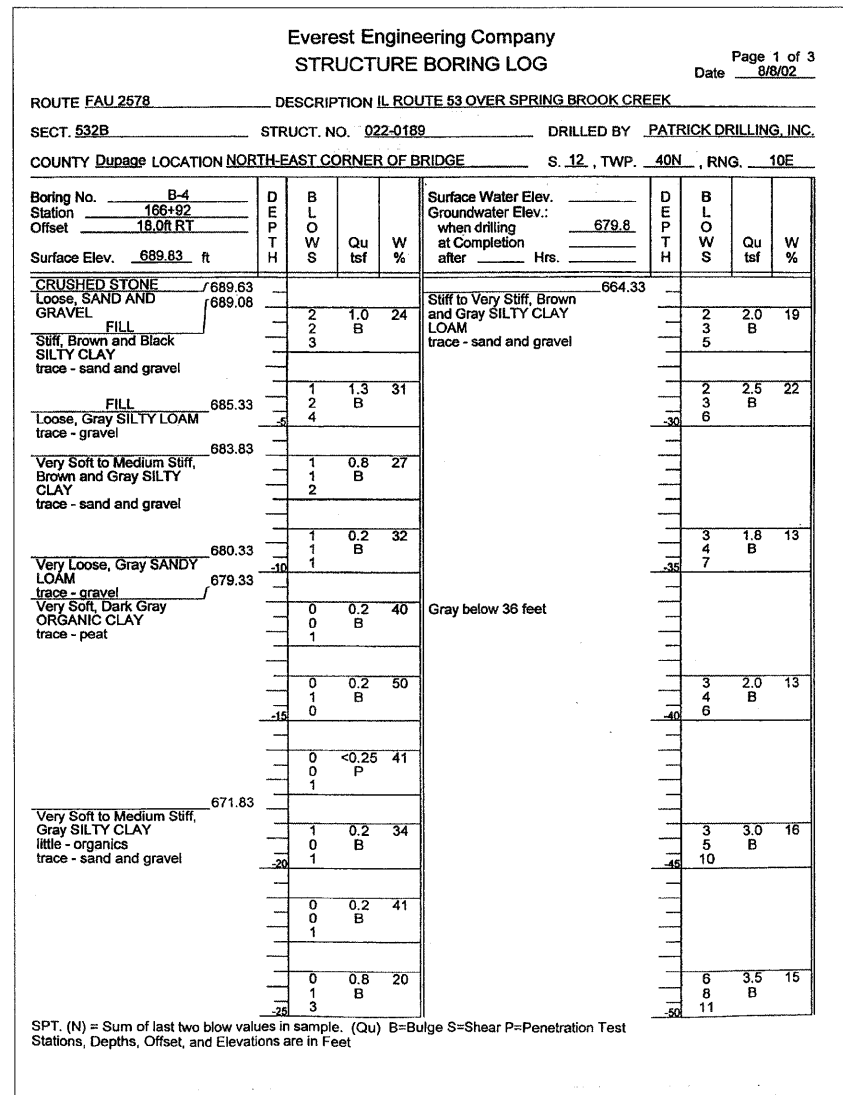 Everest Engineering Company
STRUCTURE BORING LOG
Page 1 of 3
Date 8/8/02
ROUTE FAU 2578 DESCRIPTION IL ROUTE 53 OVER SPRING BROOK CREEK
SECT. 532B STRUCT. NO. 022-0189 DRILLED BY PATRICK DRILLING, INC.
COUNTY Dupage LOCATION NORTH-EAST CORNER OF BRIDGE S. 12 , TWP. 40N , RNG. 10E
Boring No. B-4
Station 166+92
Offset 18.0ft RT
Surface Elev. 689.83 ft
DEPTH
BLOWS
Qu tsf
W %
CRUSHED STONE 689.63
Loose, SAND AND 689.08
GRAVEL
FILL
Stiff, Brown and Black
SILTY CLAY
trace - sand and gravel
FILL 685.33
Loose, Gray SILTY LOAM
trace - gravel
683.83
Very Soft to Medium Stiff,
Brown and Gray SILTY
CLAY
trace - sand and gravel
680.33
Very Loose, Gray SANDY
LOAM 679.33
trace - gravel
Very Soft, Dark Gray
ORGANIC CLAY
trace - peat
671.83
Very Soft to Medium Stiff,
Gray SILTY CLAY
little - organics
trace - sand and gravel
2 1.0 24
2 B
3
1 1.3 31
2 B
-5 4
1 0.8 27
1 B
2
1 0.2 32
1 B
-10 1
0 0.2 40
0 B
1
0 0.2 50
1 B
-15 0
0 <0.25 41
0 P
1
1 0.2 34
0 B
-20 1
0 0.2 41
0 B
1
0 0.8 20
1 B
-25 3
Surface Water Elev.
Groundwater Elev.:
when drilling 679.8
at Completion
after Hrs.
DEPTH
BLOWS
Qu tsf
W %
664.33
Stiff to Very Stiff, Brown
and Gray SILTY CLAY
LOAM
trace - sand and gravel
Gray below 36 feet
2 2.0 19
3 B
5
2 2.5 22
3 B
-30 6
3 1.8 13
4 B
-35 7
3 2.0 13
4 B
-40 6
3 3.0 16
5 B
-45 10
6 3.5 15
8 B
-50 11
SPT. (N) = Sum of last two blow values in sample. (Qu) B=Bulge S=Shear P=Penetration Test
Stations, Depths, Offset, and Elevations are in Feet